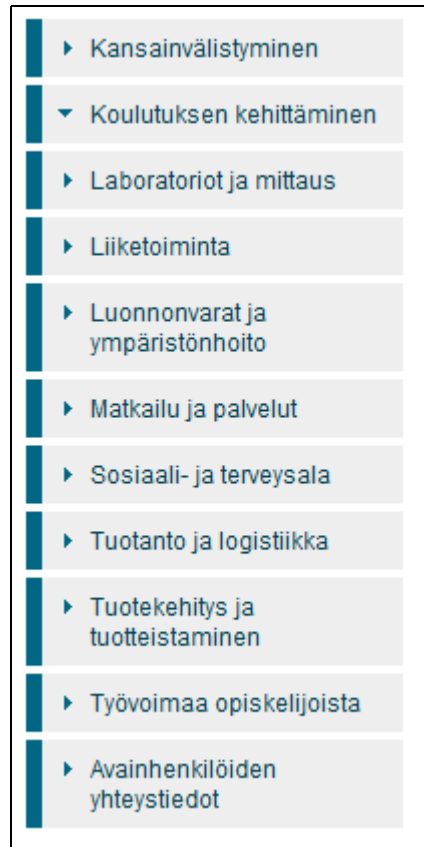 Kansainvälistyminen
Koulutuksen kehittäminen
Laboratoriot ja mittaus
Liiketoiminta
Luonnonvarat ja
ympäristönhoito
Matkailu ja palvelut
Sosiaali- ja terveysala
Tuotanto ja logistiikka
Tuotekehitys ja
tuotteistaminen
Työvoimaa opiskelijoista
Avainhenkilöiden
yhteystiedot